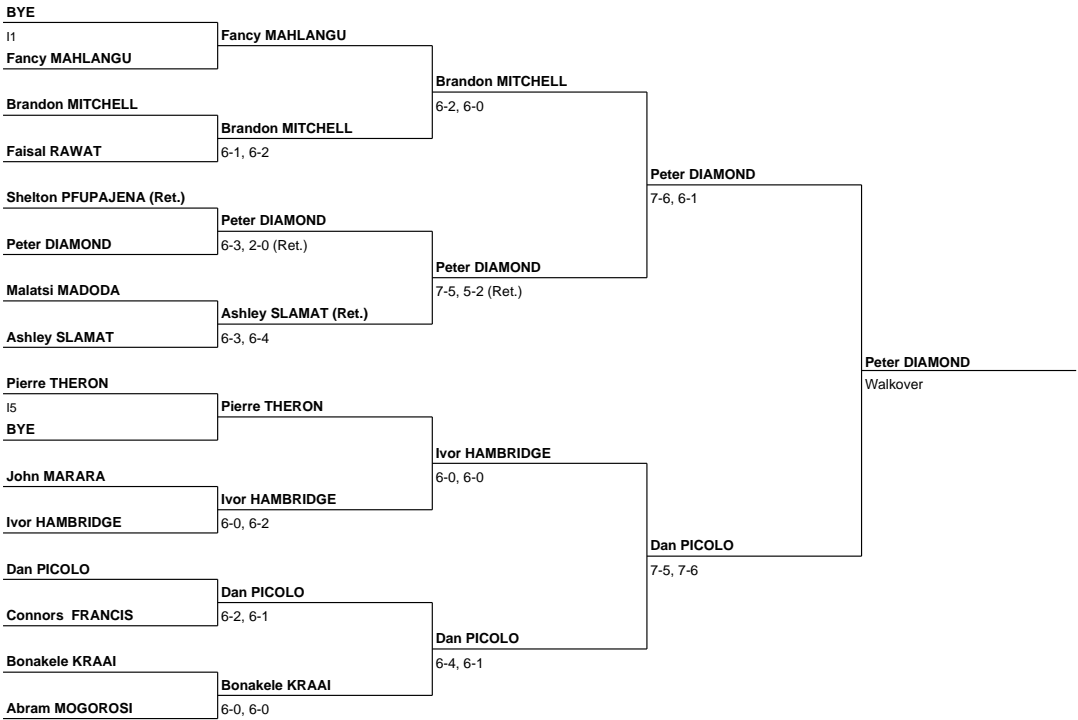 BYE
I1
Fancy MAHLANGU
Brandon MITCHELL
Faisal RAWAT
Shelton PFUPAJENA (Ret.)
Peter DIAMOND
Malatsi MADODA
Ashley SLAMAT
Pierre THERON
I5
BYE
John MARARA
Ivor HAMBRIDGE
Dan PICOLO
Connors  FRANCIS
Bonakele KRAAI
Abram MOGOROSI
Fancy MAHLANGU
Brandon MITCHELL
6-1, 6-2
Peter DIAMOND
6-3, 2-0 (Ret.)
Ashley SLAMAT (Ret.)
6-3, 6-4
Pierre THERON
Ivor HAMBRIDGE
6-0, 6-2
Dan PICOLO
6-2, 6-1
Bonakele KRAAI
6-0, 6-0
Brandon MITCHELL
6-2, 6-0
Peter DIAMOND
7-5, 5-2 (Ret.)
Ivor HAMBRIDGE
6-0, 6-0
Dan PICOLO
6-4, 6-1
Peter DIAMOND
7-6, 6-1
Dan PICOLO
7-5, 7-6
Peter DIAMOND
Walkover